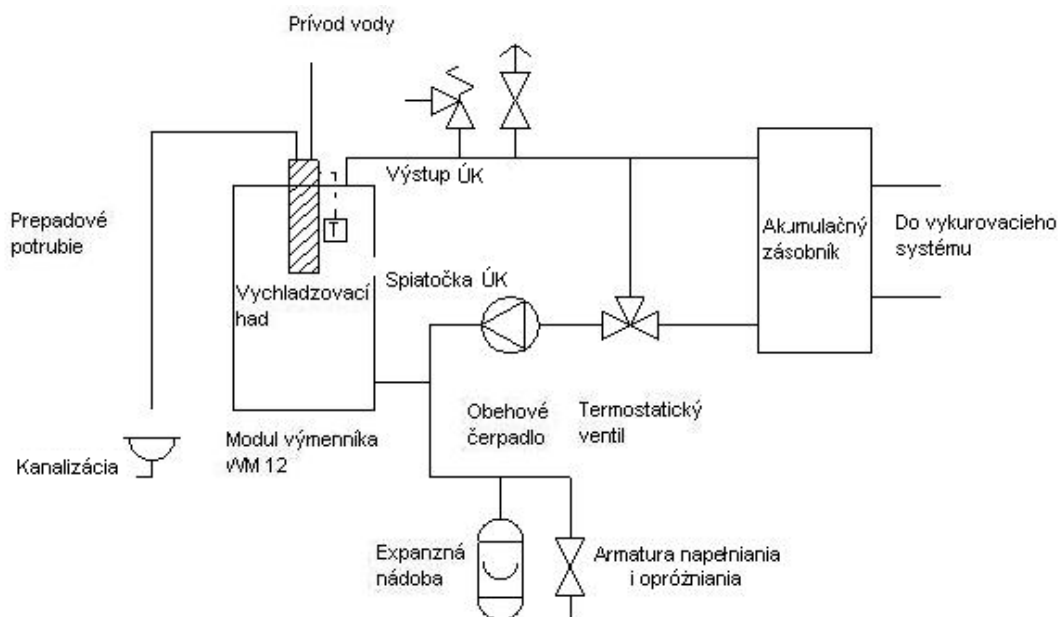 Prívod vody
Výstup ÚK
Prepadové
potrubie
T
Akumulačný
zásobník
Do vykurovacieho
systému
Vychladzovací
had
Spiatočka ÚK
Obehové
čerpadlo
Termostatický
ventil
Modul výmenníka
WM 12
Kanalizácia
Expanzná
nádoba
Armatura napełniania
i opróżniania